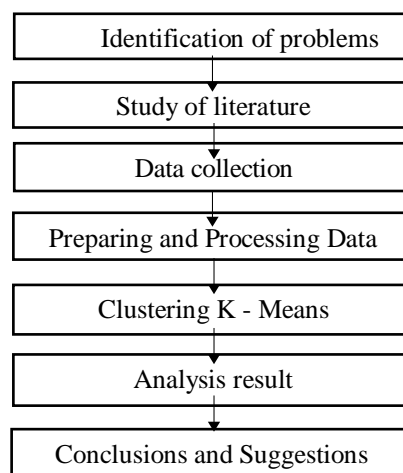 Identification of problems
Study of literature
Data collection
Preparing and Processing Data
Clustering K - Means
Analysis result
Conclusions and Suggestions